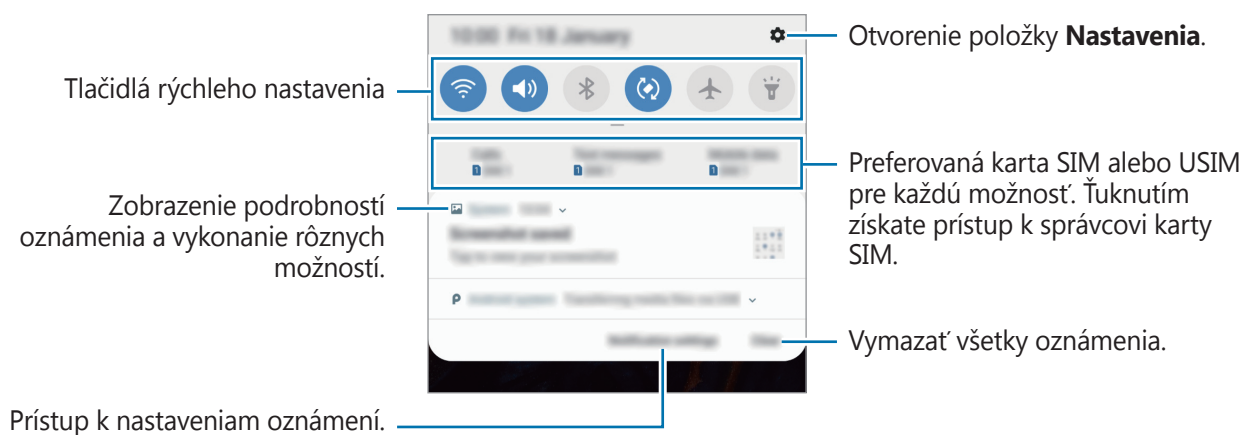 Otvorenie položky Nastavenia.
Tlačidlá rýchleho nastavenia
Preferovaná karta SIM alebo USIM
pre každú možnosť. Ťuknutím
získate prístup k správcovi karty
SIM.
Zobrazenie podrobností
oznámenia a vykonanie rôznych
možností.
Vymazať všetky oznámenia.
Prístup k nastaveniam oznámení.